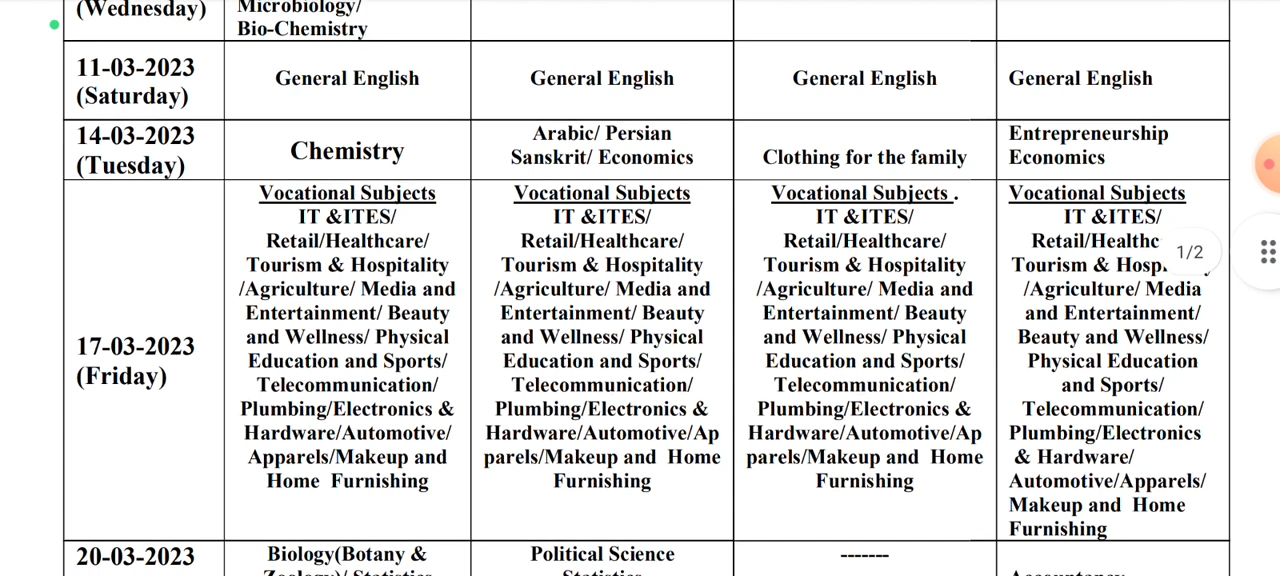 (Wednesday)
Microbiology/
Bio-Chemistry
11-03-2023
(Saturday)
General English
General English
General English
General English
14-03-2023
(Tuesday)
Chemistry
Arabic/ Persian
Sanskrit/ Economics
Clothing for the family
Entrepreneurship
Economics
17-03-2023
(Friday)
Vocational Subjects
IT &ITES/
Retail/Healthcare/
Tourism & Hospitality
/Agriculture/ Media and
Entertainment/ Beauty
and Wellness/ Physical
Education and Sports/
Telecommunication/
Plumbing/Electronics &
Hardware/Automotive/
Apparels/Makeup and
Home Furnishing
Vocational Subjects
IT &ITES/
Retail/Healthcare/
Tourism & Hospitality
/Agriculture/ Media and
Entertainment/ Beauty
and Wellness/ Physical
Education and Sports/
Telecommunication/
Plumbing/Electronics &
Hardware/Automotive/Ap
parels/Makeup and Home
Furnishing
Vocational Subjects .
IT &ITES/
Retail/Healthcare/
Tourism & Hospitality
/Agriculture/ Media and
Entertainment/ Beauty
and Wellness/ Physical
Education and Sports/
Telecommunication/
Plumbing/Electronics &
Hardware/Automotive/Ap
parels/Makeup and Home
Furnishing
Vocational Subjects
IT &ITES/
Retail/Healthc
Tourism & Hosp
/Agriculture/ Media
and Entertainment/
Beauty and Wellness/
Physical Education
and Sports/
Telecommunication/
Plumbing/Electronics
& Hardware/
Automotive/Apparels/
Makeup and Home
Furnishing
1/2
20-03-2023
Biology(Botany &
Zoology)/ Statistics
Political Science
Statistics
-------
Accountancy